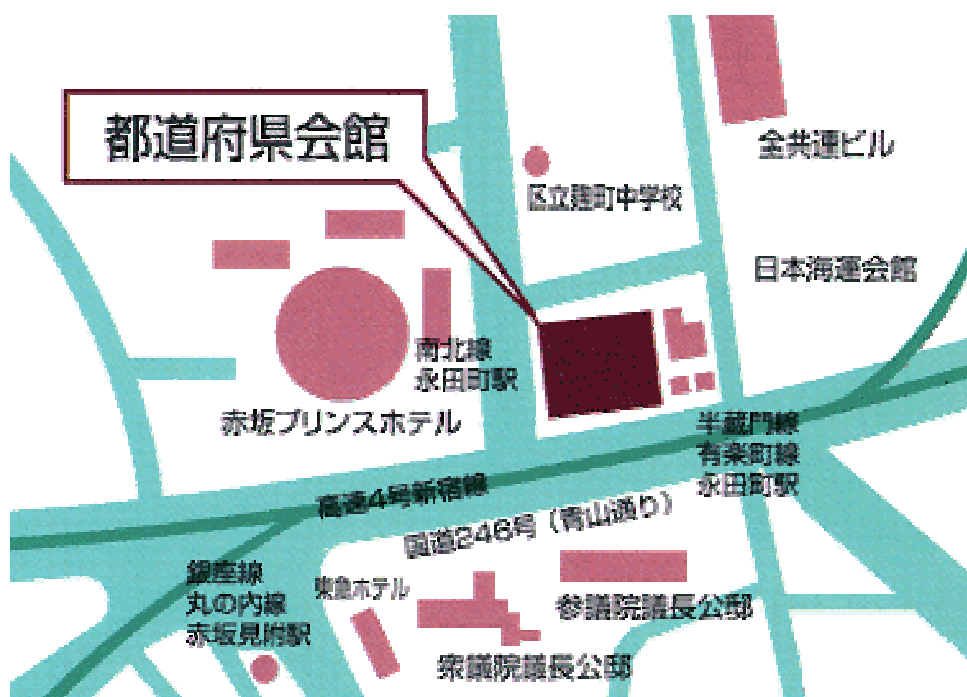 都道府県会館
全共連ビル
区立麹町中学校
日本海運会館
南北線
永田町駅
赤坂プリンスホテル
半蔵門線
有楽町線
永田町駅
高速4号新宿線
国道246号（青山通り）
銀座線
丸の内線
赤坂見附駅
東急ホテル
参議院議長公邸
衆議院議長公邸